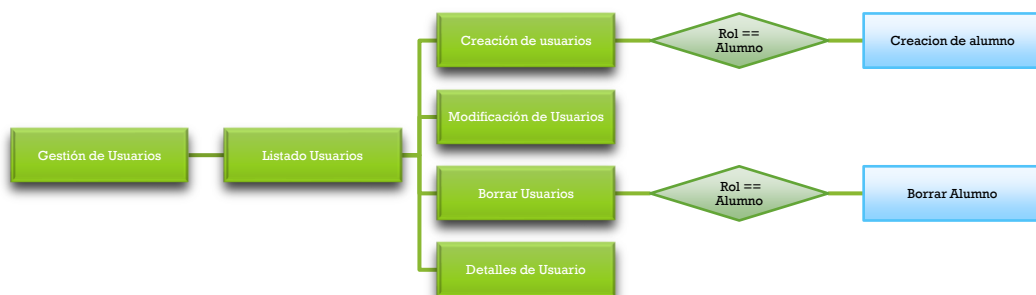 Creación de usuarios
Rol ==
Alumno
Creacion de alumno
Modificación de Usuarios
Gestión de Usuarios
Listado Usuarios
Borrar Usuarios
Rol ==
Alumno
Borrar Alumno
Detalles de Usuario